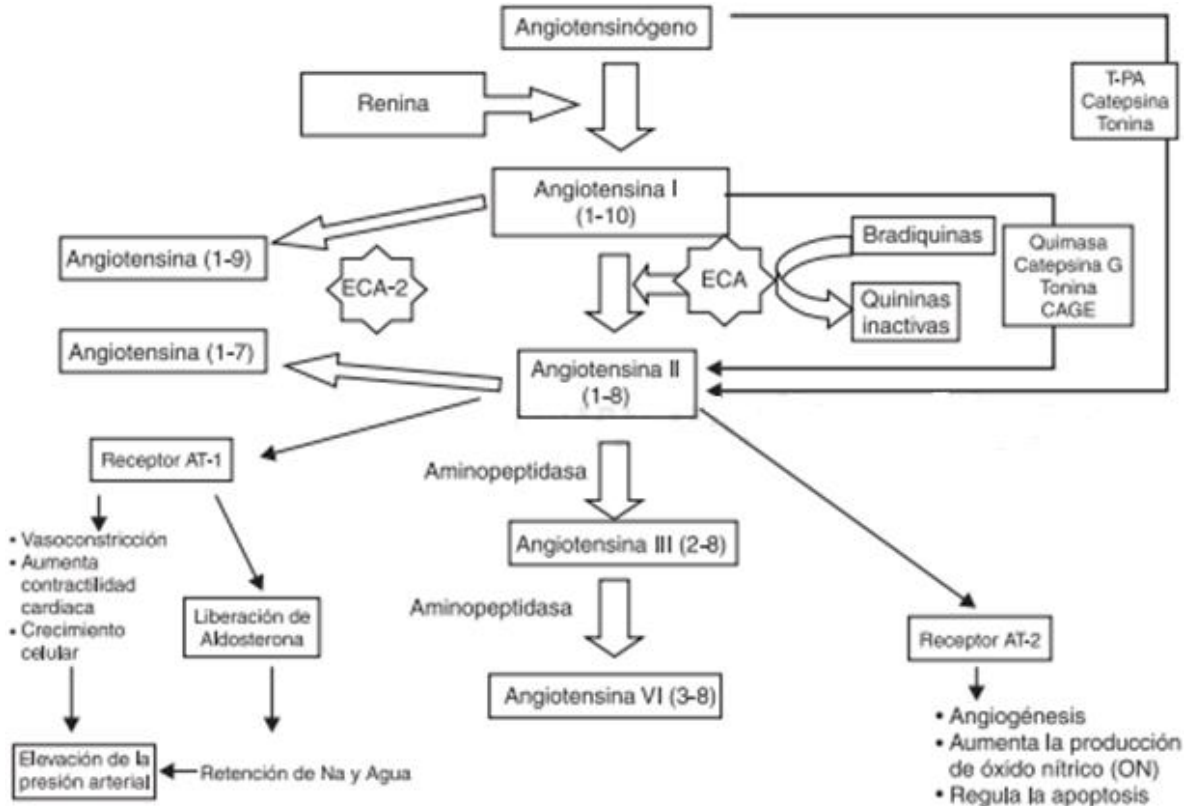 Angiotensinógeno
T-PA
Catepsina
Tonina
Renina
Angiotensina I
(1-10)
Angiotensina (1-9)
ECA-2
ECA
Bradiquinas
Quininas
inactivas
Quimasa
Catepsina G
Tonina
CAGE
Angiotensina (1-7)
Angiotensina II
(1-8)
Receptor AT-1
Aminopeptidasa
• Vasoconstricción
• Aumenta
contractilidad
cardiaca
• Crecimiento
celular
Angiotensina III (2-8)
Liberación de
Aldosterona
Aminopeptidasa
Receptor AT-2
Angiotensina VI (3-8)
• Angiogénesis
• Aumenta la producción
de óxido nítrico (ON)
• Regula la apoptosis
Elevación de la
presión arterial
Retención de Na y Agua